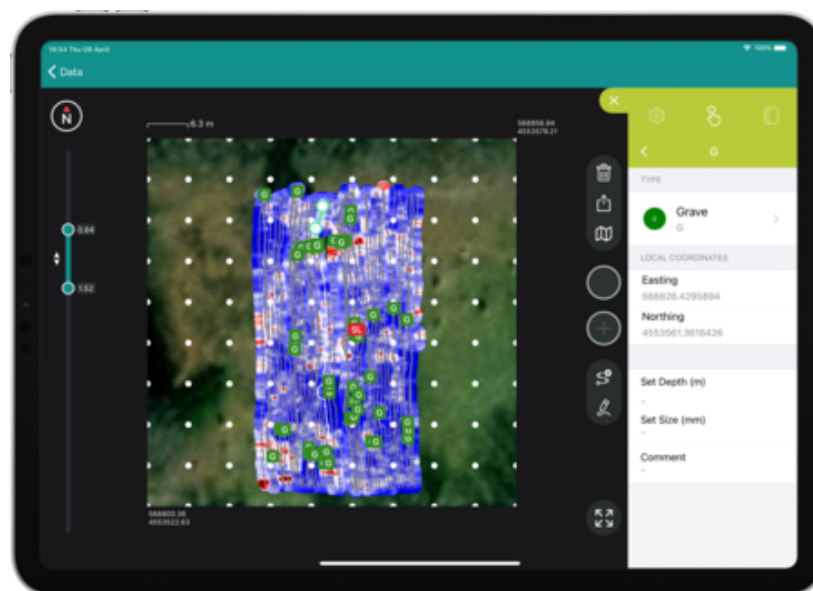 19:54 Thu 08 April
100%
Data
N
6.3 m
568856.94
4553579.21
0.84
1.52
G
TYPE
Grave
G
LOCAL COORDINATES
Easting
568826.4295894
Northing
4553561.3618426
Set Depth (m)
-
Set Size (mm)
-
Comment
-
G
G
G
G
G
G
G
G
G
G
SL
G
G
G
G
G
G
G
G
G
G
G
G
G
568800.36
4553522.63